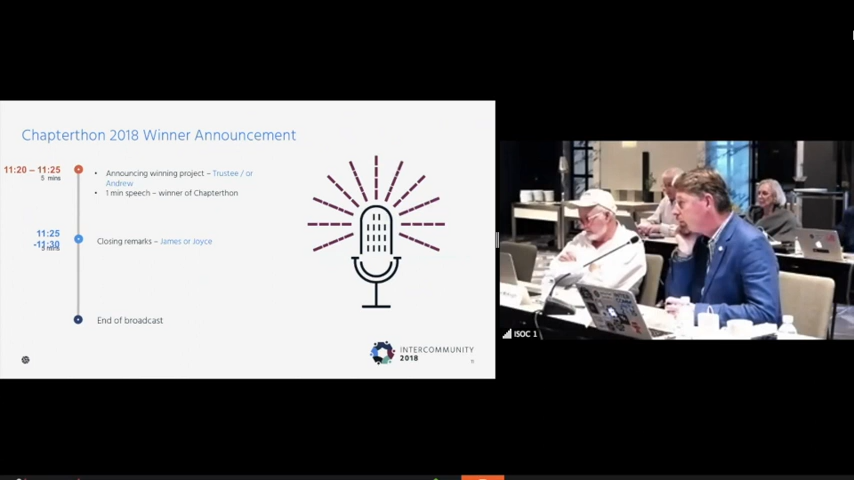 Chapterthon 2018 Winner Announcement
11:20 – 11:25
5 mins
• Announcing winning project – Trustee / or
Andrew
• 1 min speech – winner of Chapterthon
11:25
-11:30
5 mins
Closing remarks – James or Joyce
End of broadcast
INTERCOMMUNITY
2018
ISOC 1